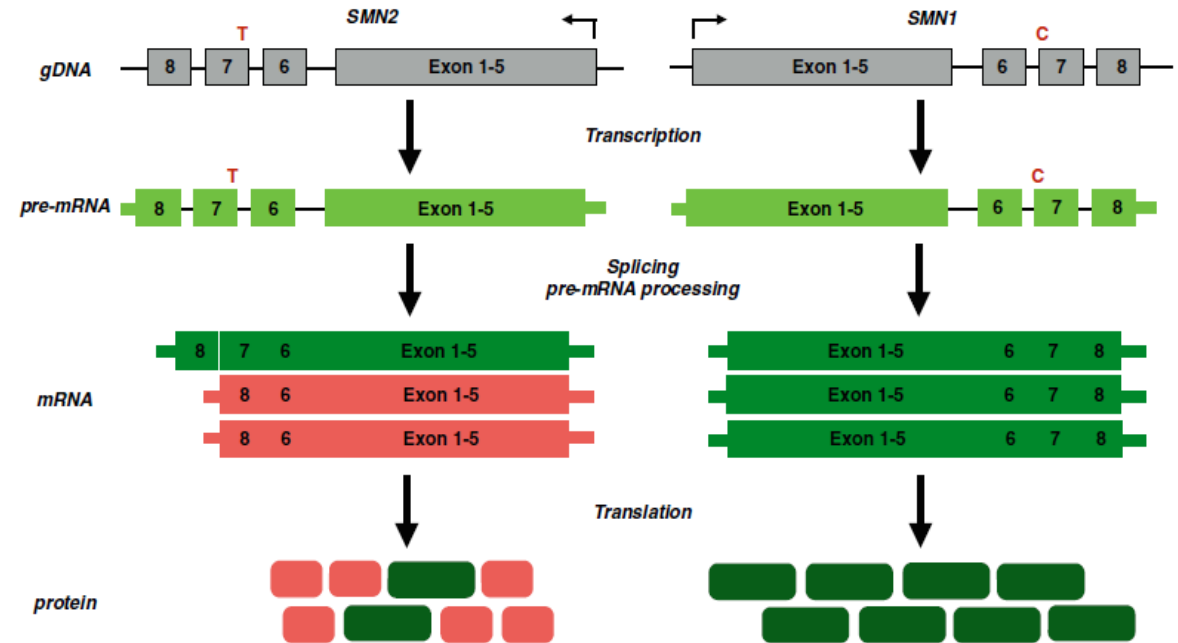 SMN2 SMN1
T C
gDNA 8 7 6 Exon 1-5 Exon 1-5 6 7 8
Transcription
T C
pre-mRNA 8 7 6 Exon 1-5 Exon 1-5 6 7 8
Splicing
pre-mRNA processing
8 7 6 Exon 1-5 Exon 1-5 6 7 8
mRNA 8 6 Exon 1-5 Exon 1-5 6 7 8
8 6 Exon 1-5 Exon 1-5 6 7 8
Translation
protein